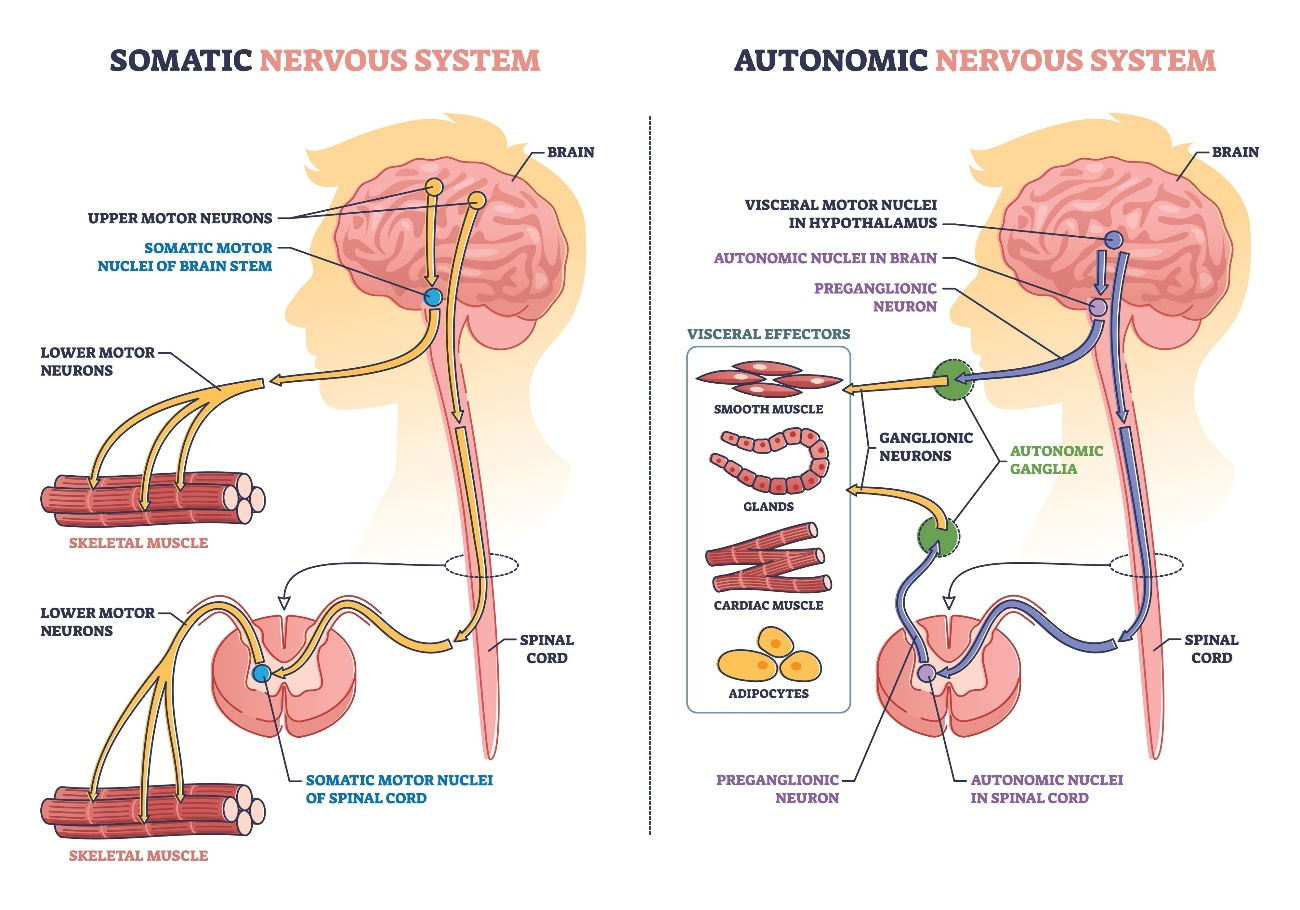 SOMATIC NERVOUS SYSTEM
BRAIN
UPPER MOTOR NEURONS
SOMATIC MOTOR
NUCLEI OF BRAIN STEM
LOWER MOTOR
NEURONS
SKELETAL MUSCLE
LOWER MOTOR
NEURONS
SPINAL
CORD
SOMATIC MOTOR NUCLEI
OF SPINAL CORD
SKELETAL MUSCLE
AUTONOMIC NERVOUS SYSTEM
BRAIN
VISCERAL MOTOR NUCLEI
IN HYPOTHALAMUS
AUTONOMIC NUCLEI IN BRAIN
PREGANGLIONIC
NEURON
VISCERAL EFFECTORS
SMOOTH MUSCLE
GLANDS
CARDIAC MUSCLE
ADIPOCYTES
GANGLIONIC
NEURONS
AUTONOMIC
GANGLIA
SPINAL
CORD
PREGANGLIONIC
NEURON
AUTONOMIC NUCLEI
IN SPINAL CORD